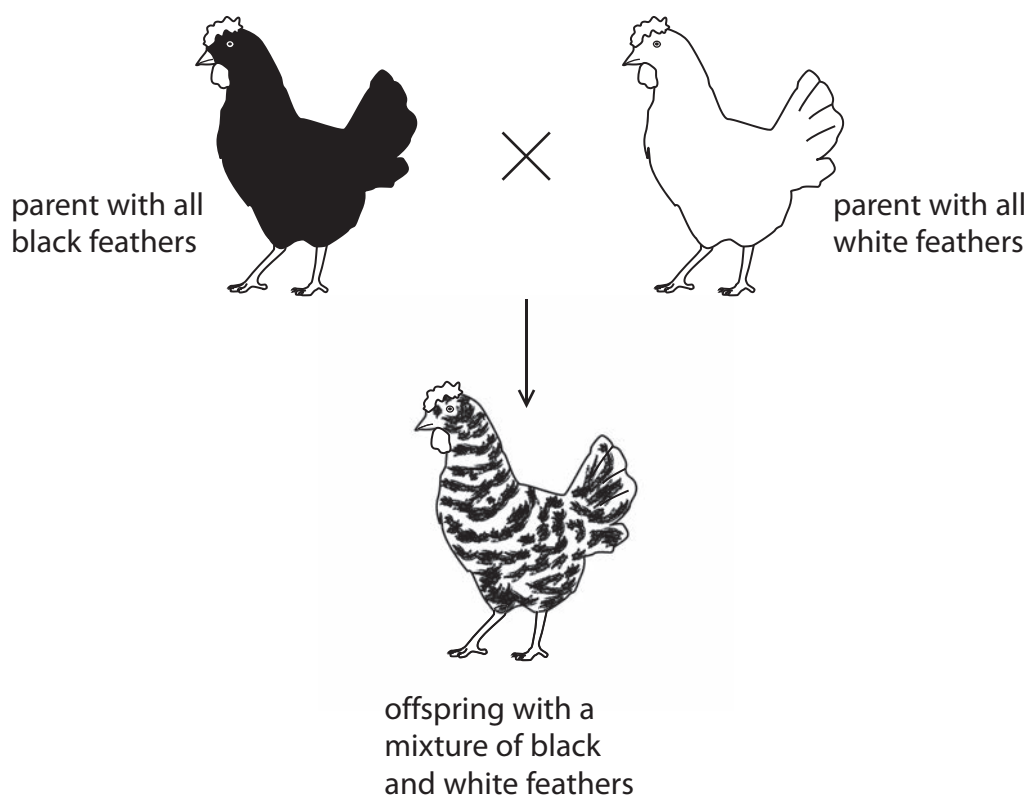 parent with all
black feathers
parent with all
white feathers
offspring with a
mixture of black
and white feathers